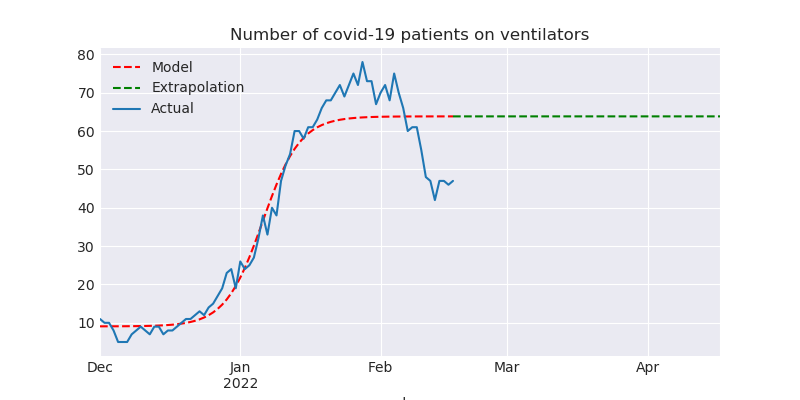 Number of covid-19 patients on ventilators
80
70
60
50
40
30
20
10
Model
Extrapolation
Actual
Dec
Jan
2022
Feb
Mar
Apr